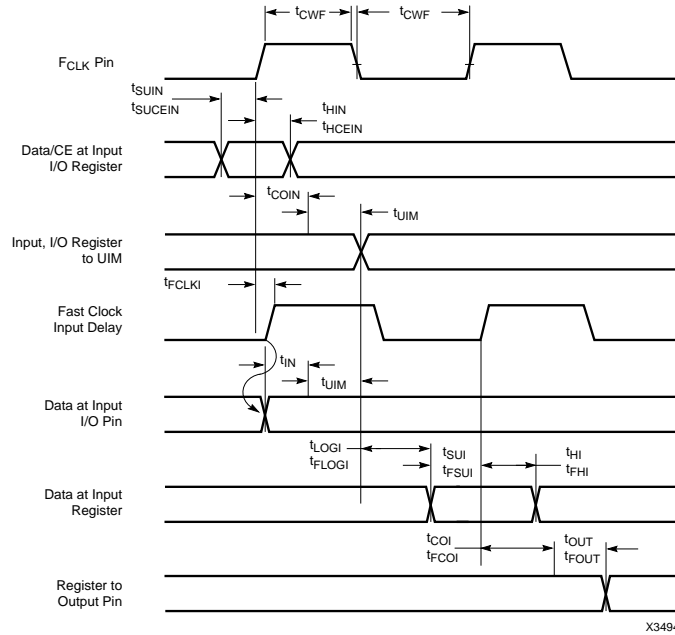 tCWF tCWF
FCLK Pin
tSUIN
tSUCEIN
tHIN
tHCEIN
Data/CE at Input
I/O Register
tCOIN
tUIM
Input, I/O Register
to UIM
tFCLKI
Fast Clock
Input Delay
tIN
tUIM
Data at Input
I/O Pin
tLOGI
tFLOGI
tSUI
tFSUI
tHI
tFHI
Data at Input
Register
tCOI
tFCOI
tOUT
tFOUT
Register to
Output Pin
X3494